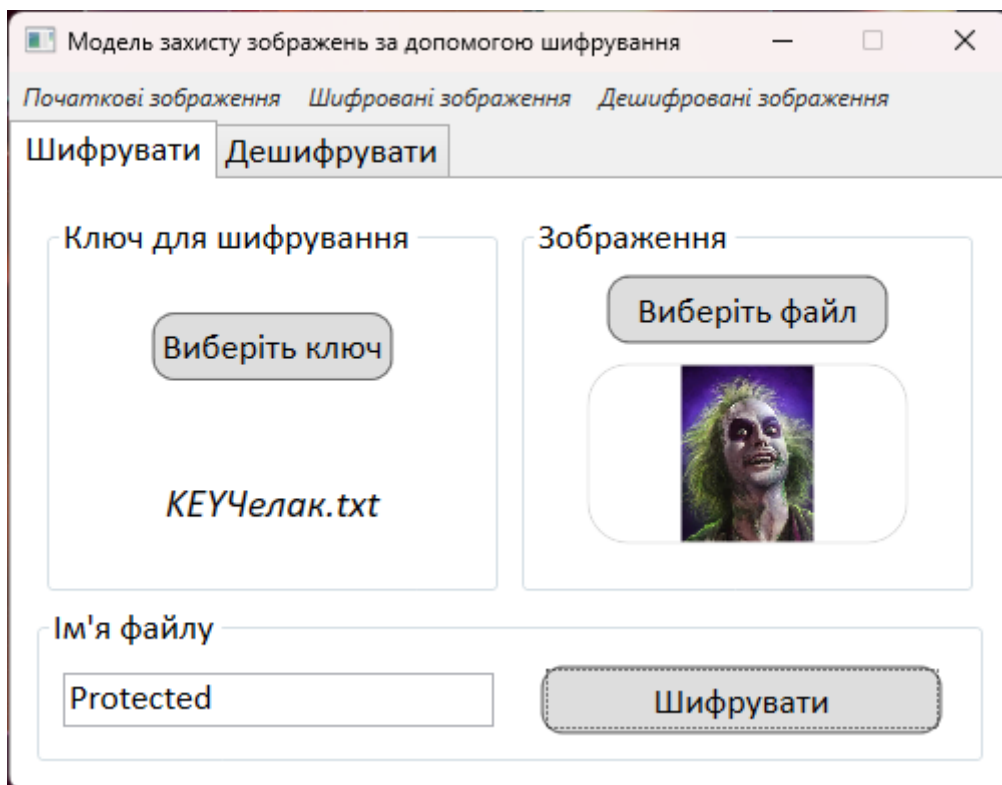 Модель захисту зображень за допомогою шифрування
Початкові зображення Шифровані зображення Дешифровані зображення
Шифрувати Дешифрувати
Ключ для шифрування
Виберіть ключ
KEYЧелак.txt
Зображення
Виберіть файл
Ім'я файлу
Protected
Шифрувати